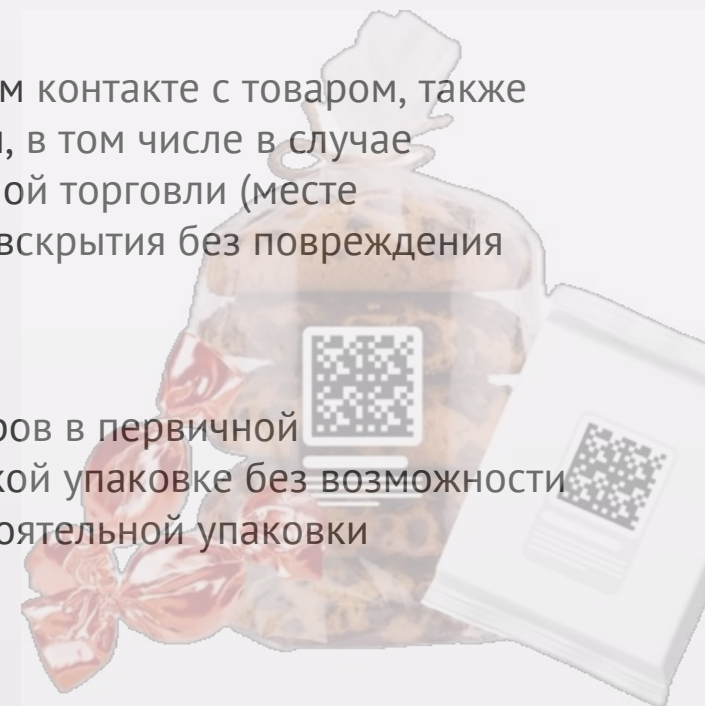 м контакте с товаром, также
, в том числе в случае
ой торговли (месте
вскрытия без повреждения
ров в первичной
кой упаковке без возможности
оятельной упаковки